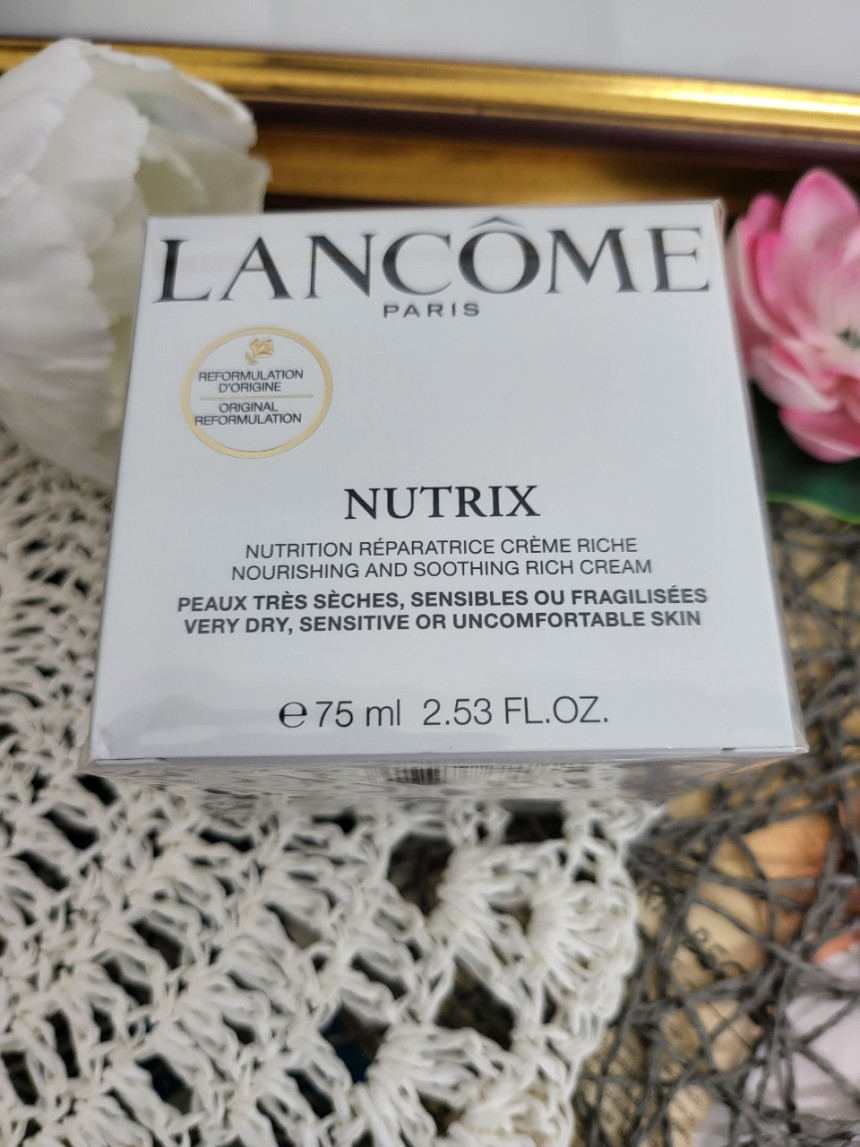 LANCÔME
PARIS
REFORMULATION
D'ORIGINE
ORIGINAL
REFORMULATION
NUTRIX
NUTRITION RÉPARATRICE CRÈME RICHE
NOURISHING AND SOOTHING RICH CREAM
PEAUX TRÈS SÈCHES, SENSIBLES OU FRAGILISÉES
VERY DRY, SENSITIVE OR UNCOMFORTABLE SKIN
℮ 75 ml 2.53 FL.OZ.